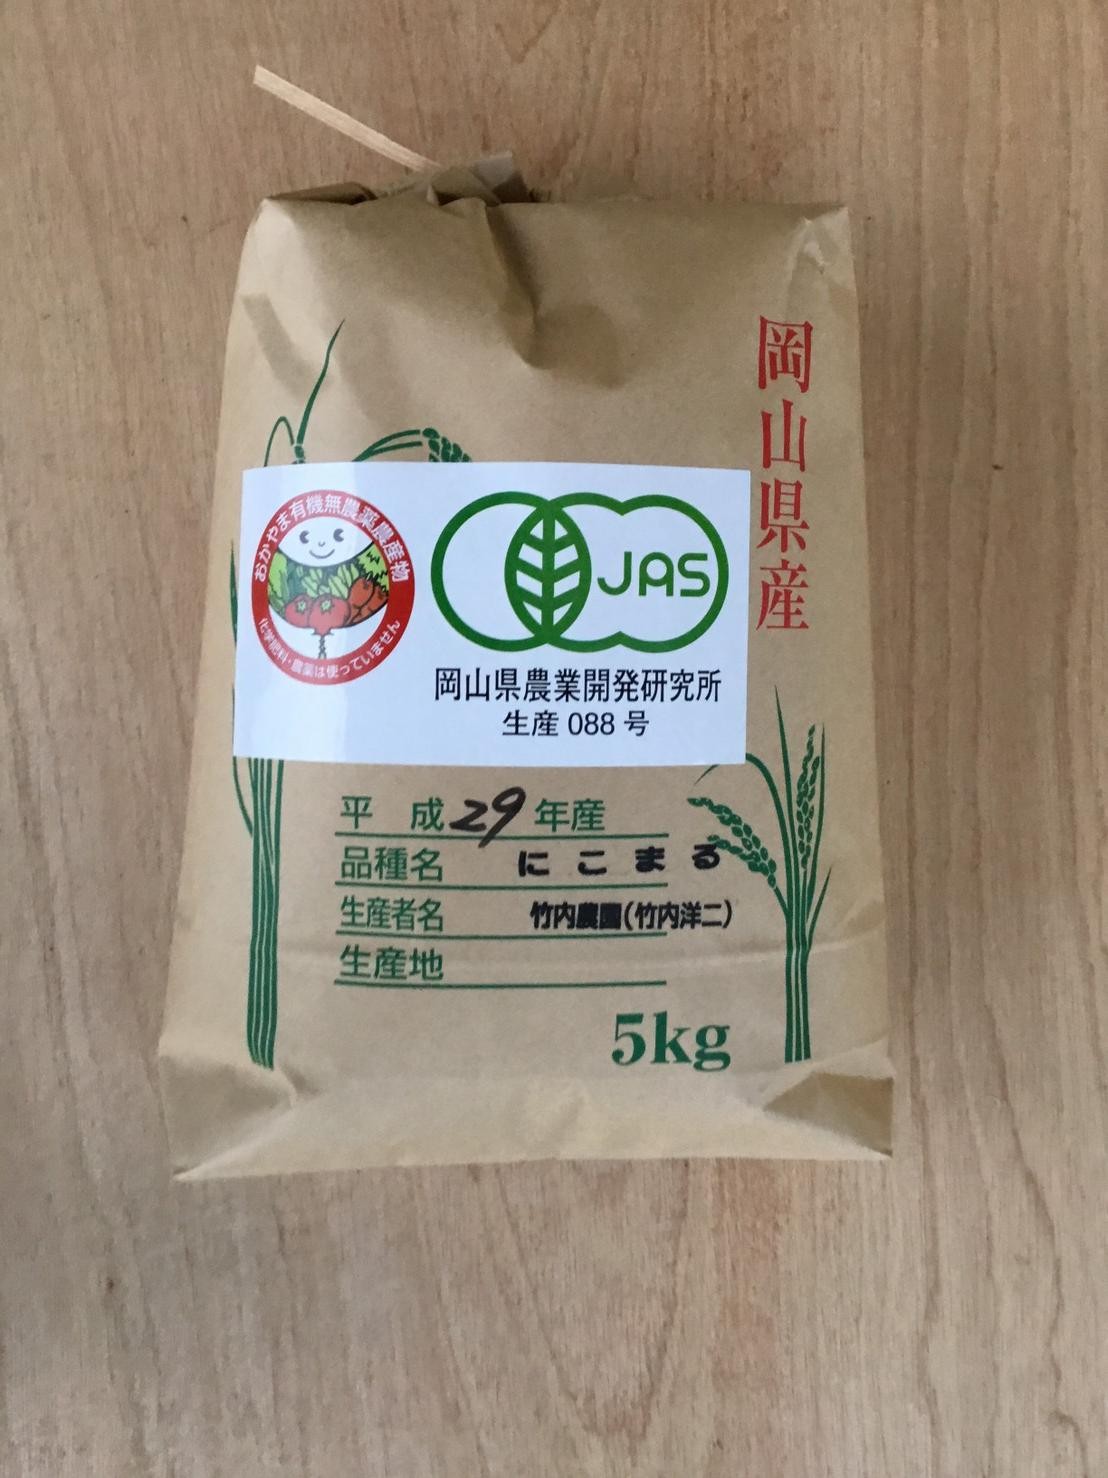 岡山県産
おかやま有機無農薬農産物
化学肥料・農薬は使っていません
JAS
岡山県農業開発研究所
生産 088 号
平 成 29 年産
品種名 にこまる
生産者名 竹内農園(竹内洋二)
生産地
5kg